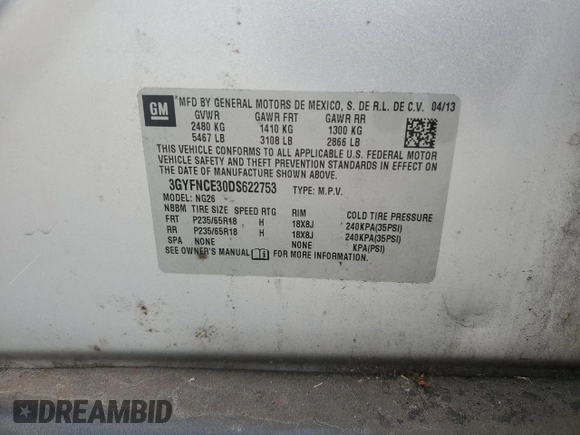 GM
*MFD BY GENERAL MOTORS DE MEXICO, S. DE R.L. DE C.V. 04/13
GVWR GAWR FRT GAWR RR
2480 KG 1410 KG 1300 KG
5467 LB 3108 LB 2866 LB
THIS VEHICLE CONFORMS TO ALL APPLICABLE U.S. FEDERAL MOTOR
VEHICLE SAFETY AND THEFT PREVENTION STANDARDS IN EFFECT ON
THE DATE OF MANUFACTURE SHOWN ABOVE.
3GYFNCE30DS622753 TYPE: M.P.V.
MODEL: NG26
NBBM TIRE SIZE SPEED RTG RIM COLD TIRE PRESSURE
FRT P235/65R18 H 18X8J 240KPA(35PSI)
RR P235/65R18 H 18X8J 240KPA(35PSI)
SPA NONE NONE KPA(PSI)
SEE OWNER'S MANUAL FOR MORE INFORMATION.
DREAMBID